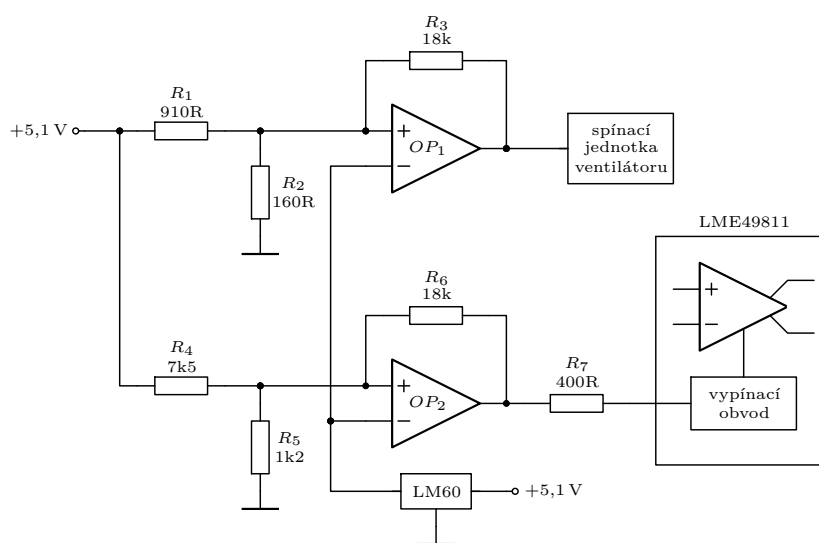 R3
18k
R1
910R
+5,1 V
+
OP1
−
spínací
jednotka
ventilátoru
R2
160R
LME49811
+
−
R6
18k
R4
7k5
R7
400R
+
OP2
−
vypínací
obvod
R5
1k2
LM60
+5,1 V